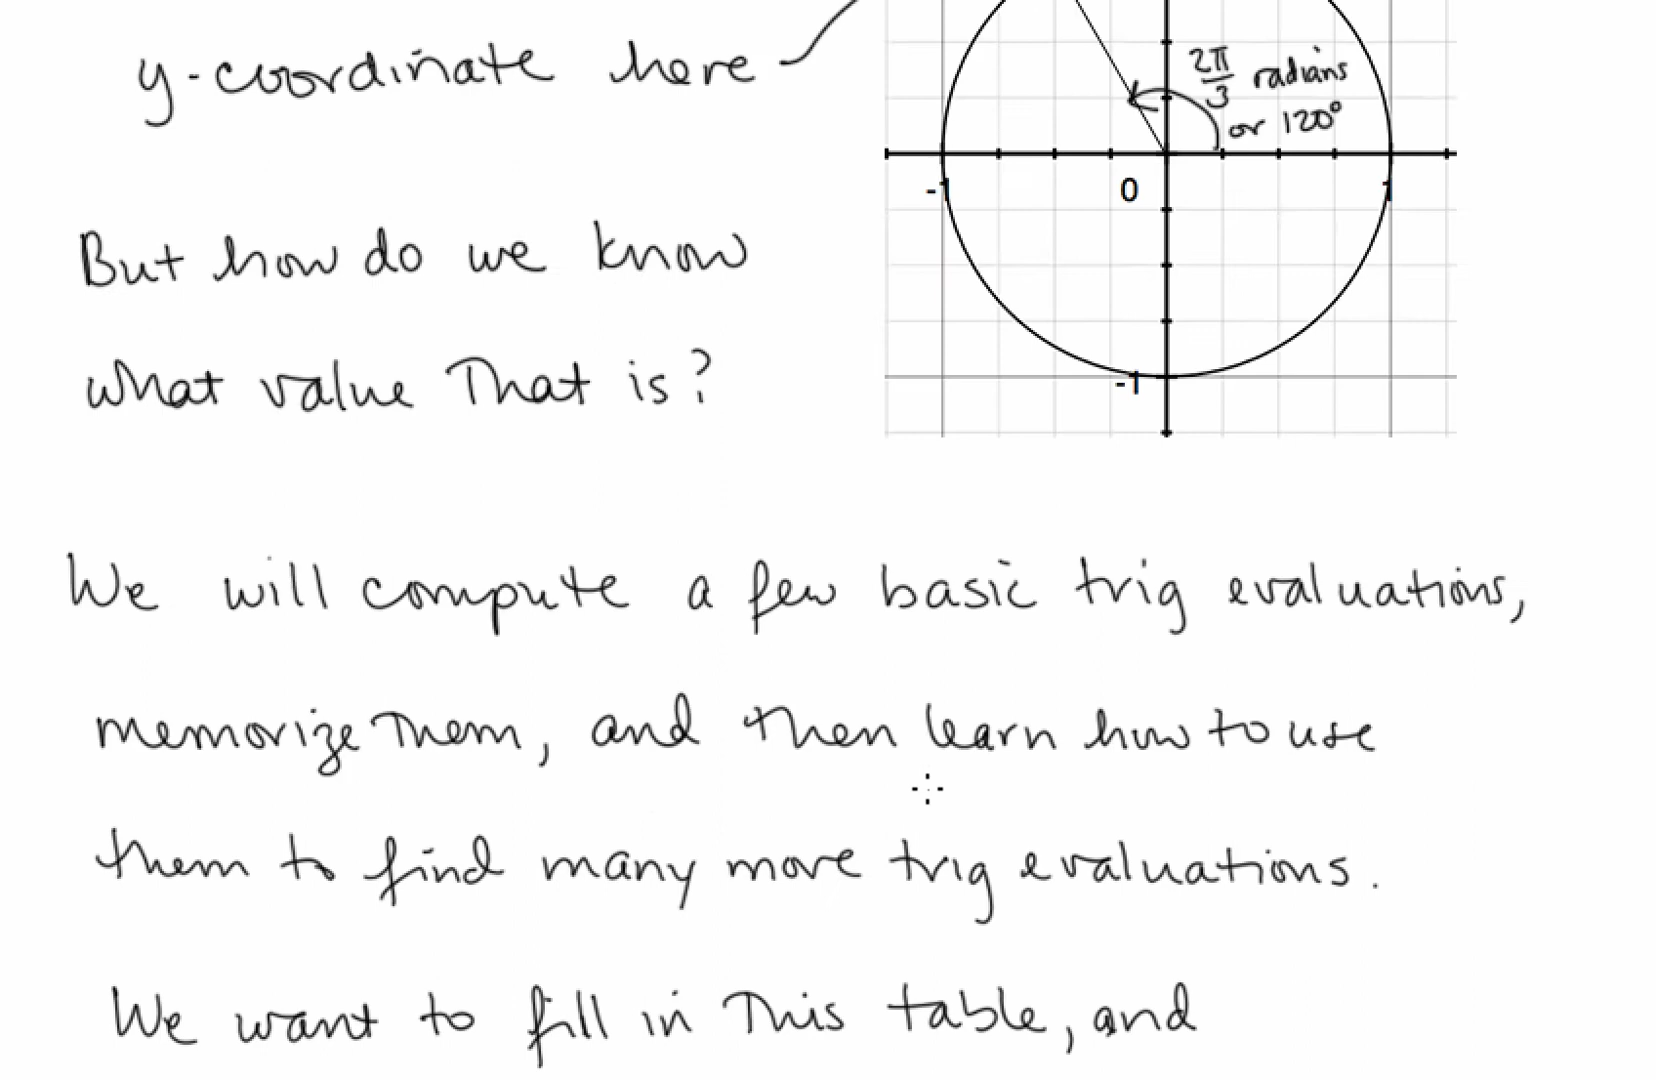 y-coordinate here
2π/3 radians
or 120°
-1 0 1
But how do we know
what value that is?
-1
We will compute a few basic trig evaluations,
memorize them, and then learn how to use
them to find many more trig evaluations.
We want to fill in this table, and